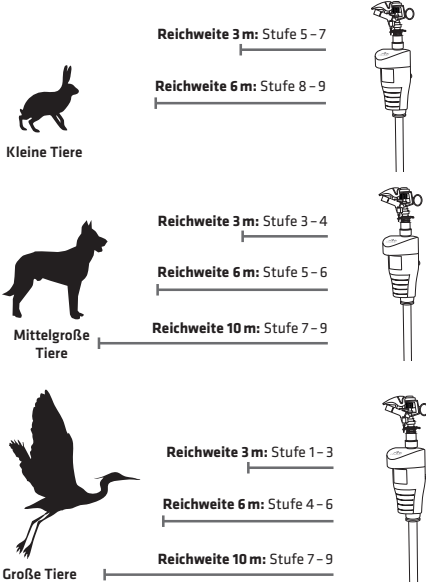 Reichweite 3 m: Stufe 5 – 7
Reichweite 6 m: Stufe 8 – 9
Kleine Tiere
Reichweite 3 m: Stufe 3 – 4
Reichweite 6 m: Stufe 5 – 6
Reichweite 10 m: Stufe 7 – 9
Mittelgroße
Tiere
Reichweite 3 m: Stufe 1 – 3
Reichweite 6 m: Stufe 4 – 6
Reichweite 10 m: Stufe 7 – 9
Große Tiere